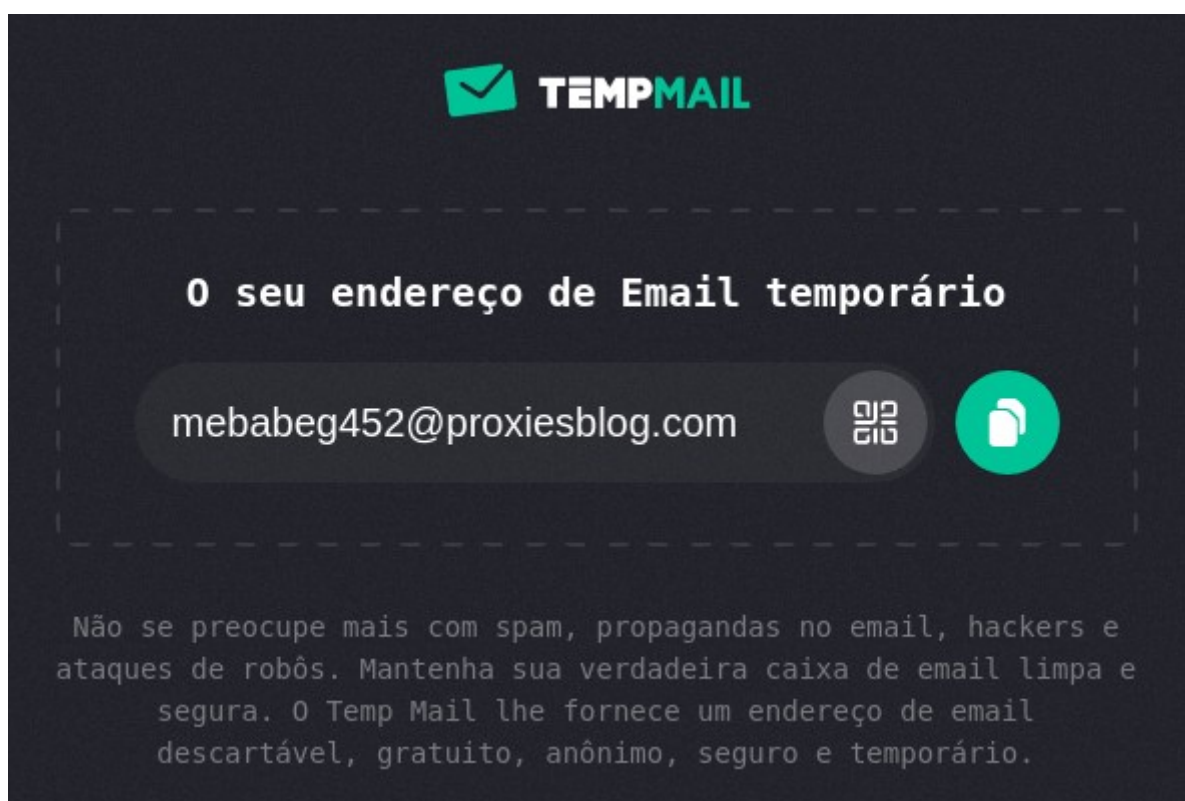 TEMPMAIL
O seu endereço de Email temporário
mebabeg452@proxiesblog.com
Não se preocupe mais com spam, propagandas no email, hackers e
ataques de robôs. Mantenha sua verdadeira caixa de email limpa e
segura. O Temp Mail lhe fornece um endereço de email
descartável, gratuito, anônimo, seguro e temporário.